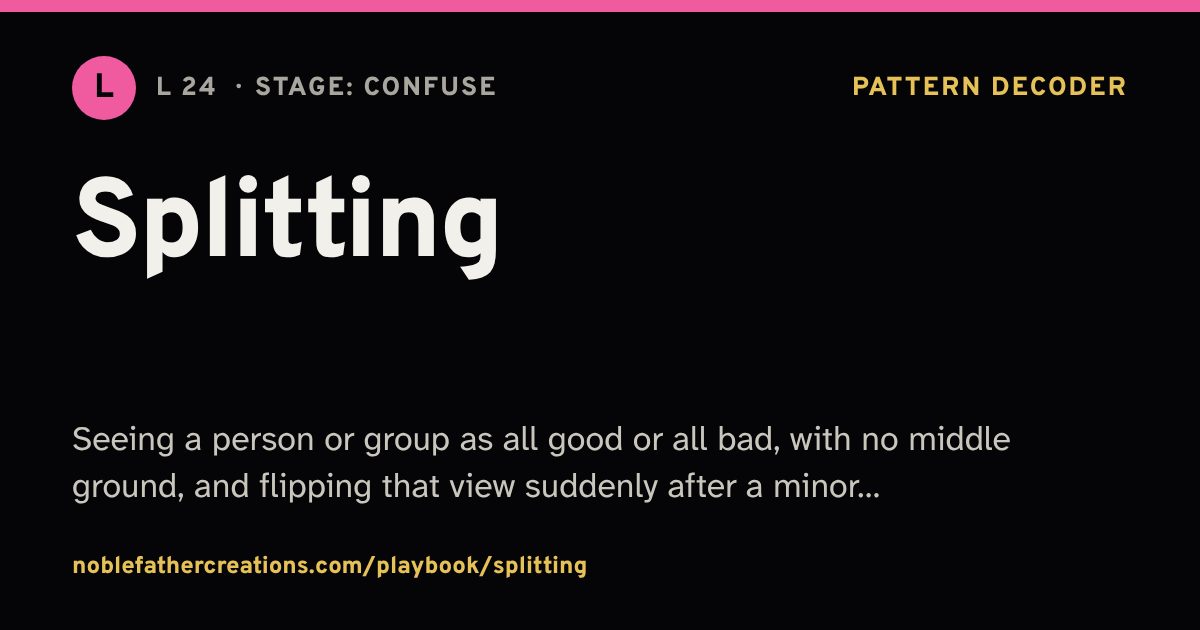 L
L 24 · STAGE: CONFUSE
PATTERN DECODER
Splitting
Seeing a person or group as all good or all bad, with no middle
ground, and flipping that view suddenly after a minor...
noblefathercreations.com/playbook/splitting